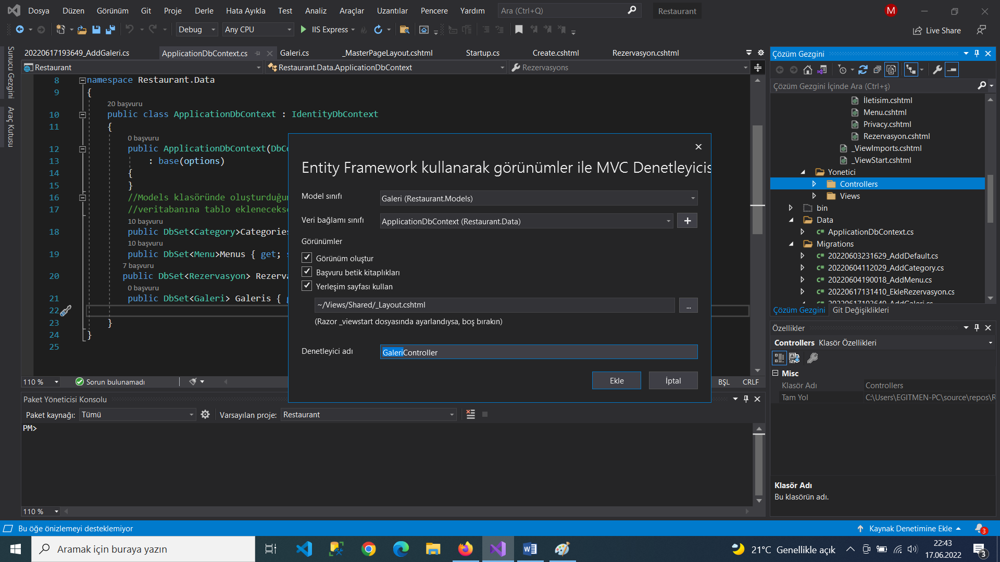 Dosya Düzen Görünüm Git Proje Derle Hata Ayıkla Test Analiz Araçlar Uzantılar Pencere Yardım Ara (Ctrl+Q) Restaurant M
Debug Any CPU IIS Express Live Share
Sunucu Gezgini
Araç Kutusu
20220617193649_AddGaleri.cs ApplicationDbContext.cs Galeri.cs _MasterPageLayout.cshtml Startup.cs Create.cshtml Rezervasyon.cshtml
Restaurant Restaurant.Data.ApplicationDbContext Rezervasyons
8 namespace Restaurant.Data
9 {
20 başvuru
10 public class ApplicationDbContext : IdentityDbContext
11 {
0 başvuru
12 public ApplicationDbContext(DbCo
13 : base(options)
14 {
15 }
16 //Models klasöründe oluşturduğun
17 //veritabanına tablo eklenecekse
10 başvuru
18 public DbSet<Category>Categories
10 başvuru
19 public DbSet<Menu>Menus { get; s
7 başvuru
20 public DbSet<Rezervasyon> Rezerva
0 başvuru
21 public DbSet<Galeri> Galeris { g
22
23 }
24 }
25
110 % Sorun bulunamadı BŞL CRLF
Entity Framework kullanarak görünümler ile MVC Denetleyicis
Model sınıfı Galeri (Restaurant.Models)
Veri bağlamı sınıfı ApplicationDbContext (Restaurant.Data) +
Görünümler
Görünüm oluştur
Başvuru betik kitaplıkları
Yerleşim sayfası kullan
~/Views/Shared/_Layout.cshtml ...
(Razor _viewstart dosyasında ayarlandıysa, boş bırakın)
Denetleyici adı GaleriController
Ekle İptal
Paket Yöneticisi Konsolu
Paket kaynağı: Tümü Varsayılan proje: Restaurant
PM>
110 %
Çözüm Gezgini
Çözüm Gezgini İçinde Ara (Ctrl+ş)
İletisim.cshtml
Menu.cshtml
Privacy.cshtml
Rezervasyon.cshtml
_ViewImports.cshtml
_ViewStart.cshtml
Yonetici
Controllers
Views
bin
Data
C# ApplicationDbContext.cs
Migrations
C# 20220603231629_AddDefault.cs
C# 20220604112029_AddCategory.cs
C# 20220604190018_AddMenu.cs
C# 20220617131410_EkleRezervasyon.cs
C# 20220617193649_AddGaleri.cs
Çözüm Gezgini Git Değişiklikleri
Özellikler
Controllers Klasör Özellikleri
Misc
Klasör Adı Controllers
Tam Yol C:\Users\EGITMEN-PC\source\repos\R
Klasör Adı
Bu klasörün adı.
Bu öğe önizlemeyi desteklemiyor Kaynak Denetimine Ekle 3
Aramak için buraya yazın 21°C Genellikle açık 22:43
17.06.2022 3